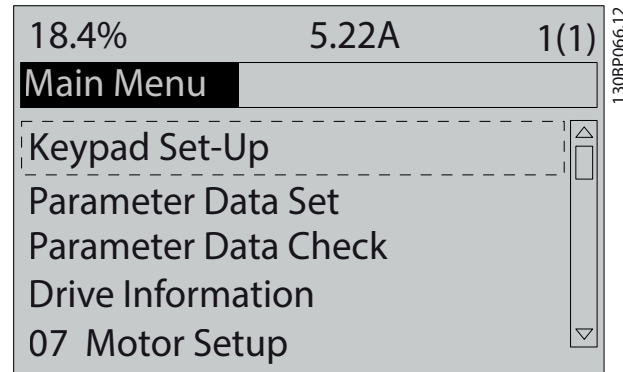 18.4% 5.22A 1(1)
Main Menu
Keypad Set-Up
Parameter Data Set
Parameter Data Check
Drive Information
07 Motor Setup
130BP066.12